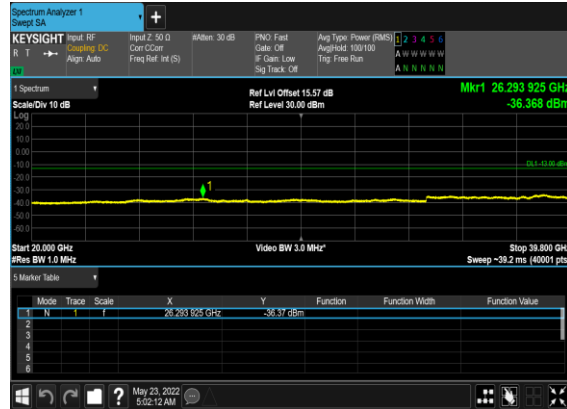 Spectrum Analyzer 1
Swept SA
+
KEYSIGHT
R T
Input: RF
Coupling: DC
Align: Auto
Input Z: 50 Ω
Corr CCorr
Freq Ref: Int (S)
#Atten: 30 dB
PNO: Fast
Gate: Off
IF Gain: Low
Sig Track: Off
Avg Type: Power (RMS)
Avg|Hold: 100/100
Trig: Free Run
1 2 3 4 5 6
A W W W W W
A N N N N N
1 Spectrum
Scale/Div 10 dB
Ref Lvl Offset 15.57 dB
Ref Level 30.00 dBm
Mkr1 26.293 925 GHz
-36.368 dBm
Log
20.0
10.0
0.00
-10.0
-20.0
-30.0
-40.0
-50.0
-60.0
DL1 -13.00 dBm
1
Start 20.000 GHz
#Res BW 1.0 MHz
Video BW 3.0 MHz*
Stop 39.800 GHz
Sweep ~39.2 ms (40001 pts)
5 Marker Table
Mode Trace Scale X Y Function Function Width Function Value
1 N 1 f 26.293 925 GHz -36.37 dBm
2
3
4
5
6
?
May 23, 2022
5:02:12 AM